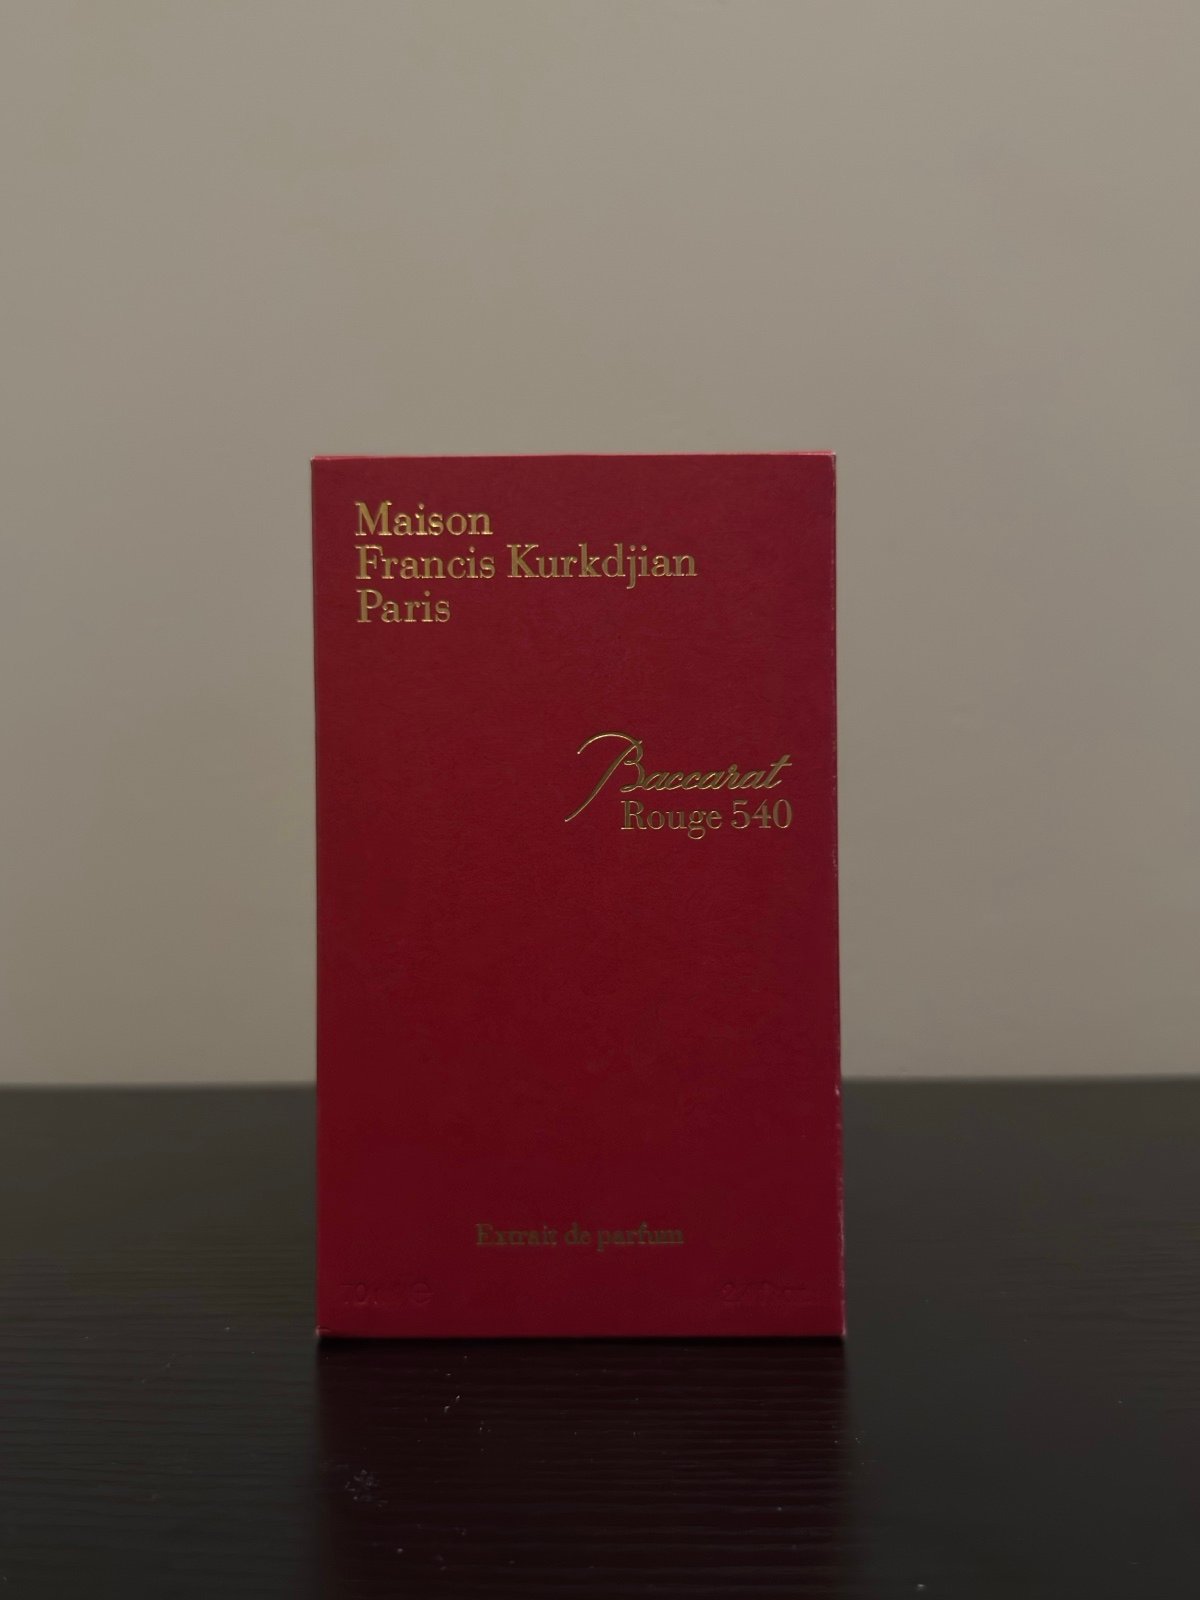 Maison
Francis Kurkdjian
Paris
Baccarat
Rouge 540
Extrait de parfum